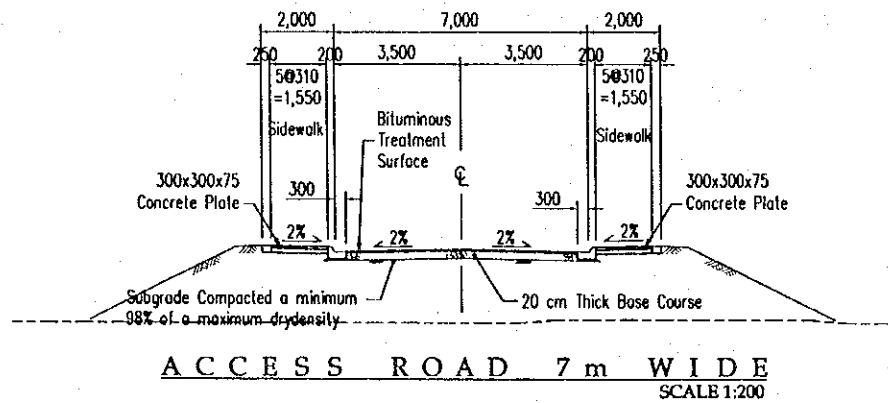 2,000 7,000 2,000
250 200 3,500 3,500 200 250
5@310 5@310
=1,550 =1,550
Bituminous
Treatment
Surface
Sidewalk Sidewalk
℄
300x300x75 300 300 300x300x75
Concrete Plate Concrete Plate
2% 2% 2% 2%
Subgrade Compacted a minimum
98% of a maximum drydensity
20 cm Thick Base Course
ACCESS ROAD 7m WIDE
SCALE 1:200